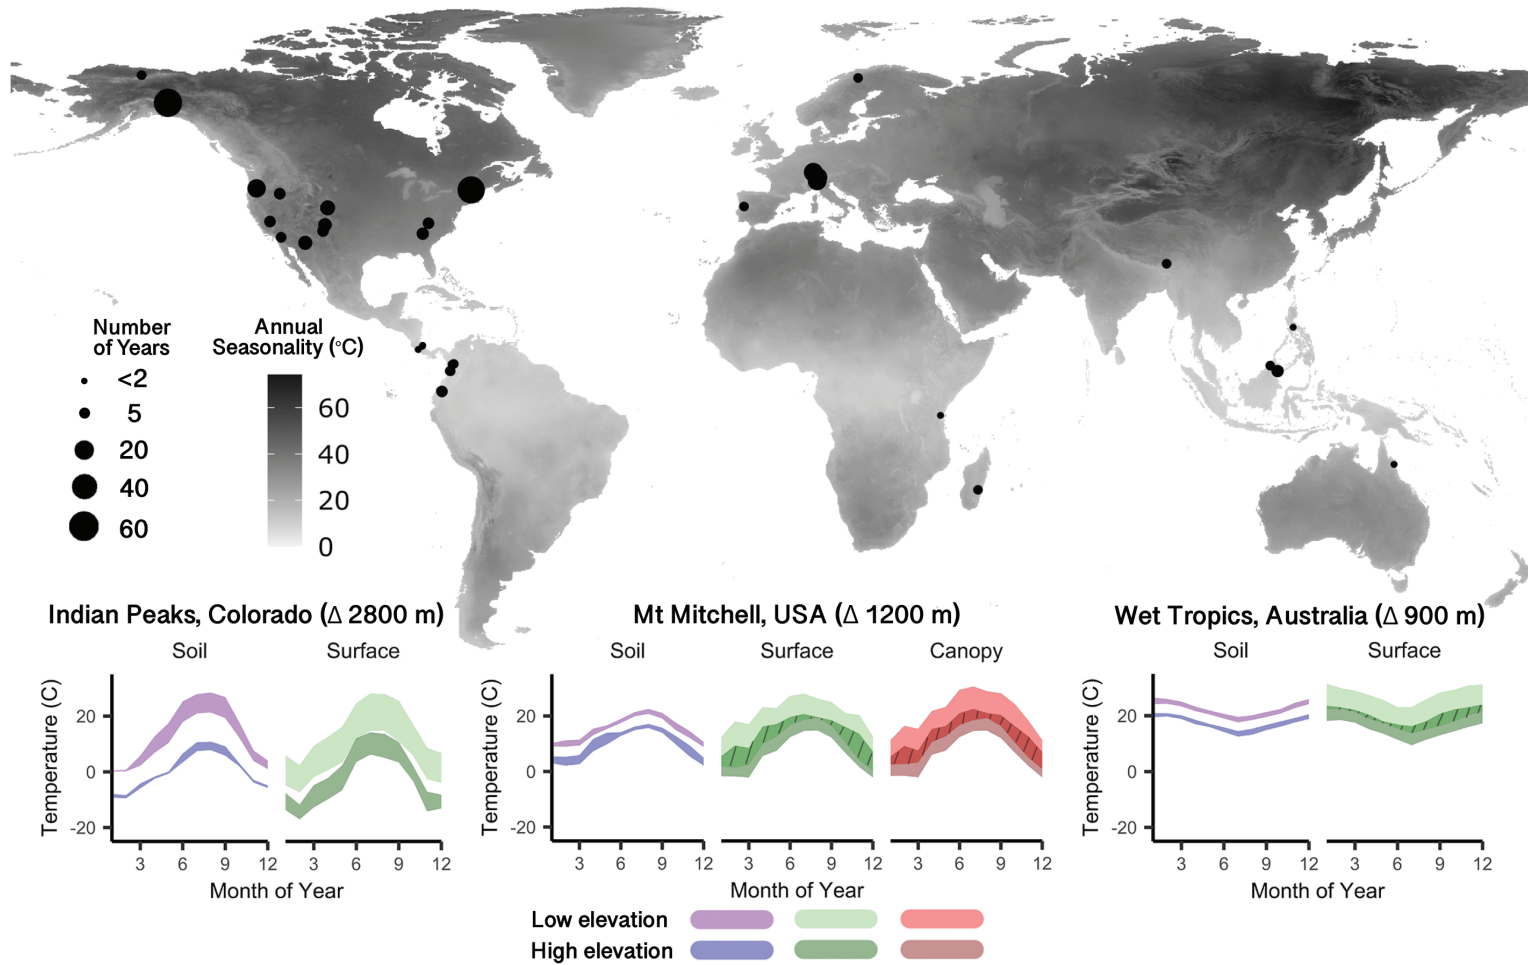 Number
of Years
<2
5
20
40
60
Annual
Seasonality (°C)
60
40
20
0
Indian Peaks, Colorado (Δ 2800 m)
Soil
Surface
Temperature (C)
20
0
-20
3
6
9
12
3
6
9
12
Month of Year
Mt Mitchell, USA (Δ 1200 m)
Soil
Surface
Canopy
Temperature (C)
20
0
-20
3
6
9
12
3
6
9
12
3
6
9
12
Month of Year
Wet Tropics, Australia (Δ 900 m)
Soil
Surface
Temperature (C)
20
0
-20
3
6
9
12
3
6
9
12
Month of Year
Low elevation
High elevation